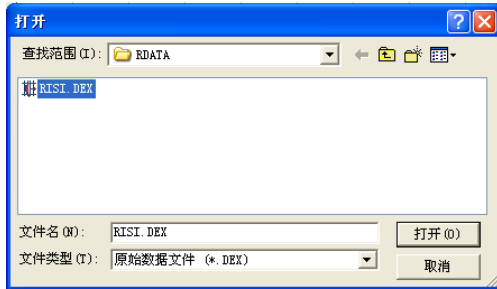 打开
查找范围(I): RDATA
RISI.DEX
文件名(N): RISI.DEX 打开(O)
文件类型(T): 原始数据文件 (*.DEX) 取消